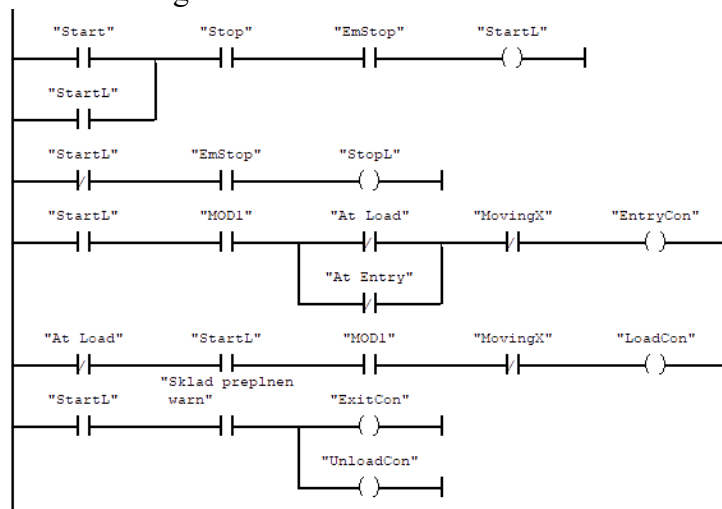 "Start" "Stop" "EmStop" "StartL"
"StartL"
"StartL" "EmStop" "StopL"
"StartL" "MOD1" "At Load" "MovingX" "EntryCon"
"At Entry"
"At Load" "StartL" "MOD1" "MovingX" "LoadCon"
"Sklad preplnen
"StartL" warn" "ExitCon"
"UnloadCon"